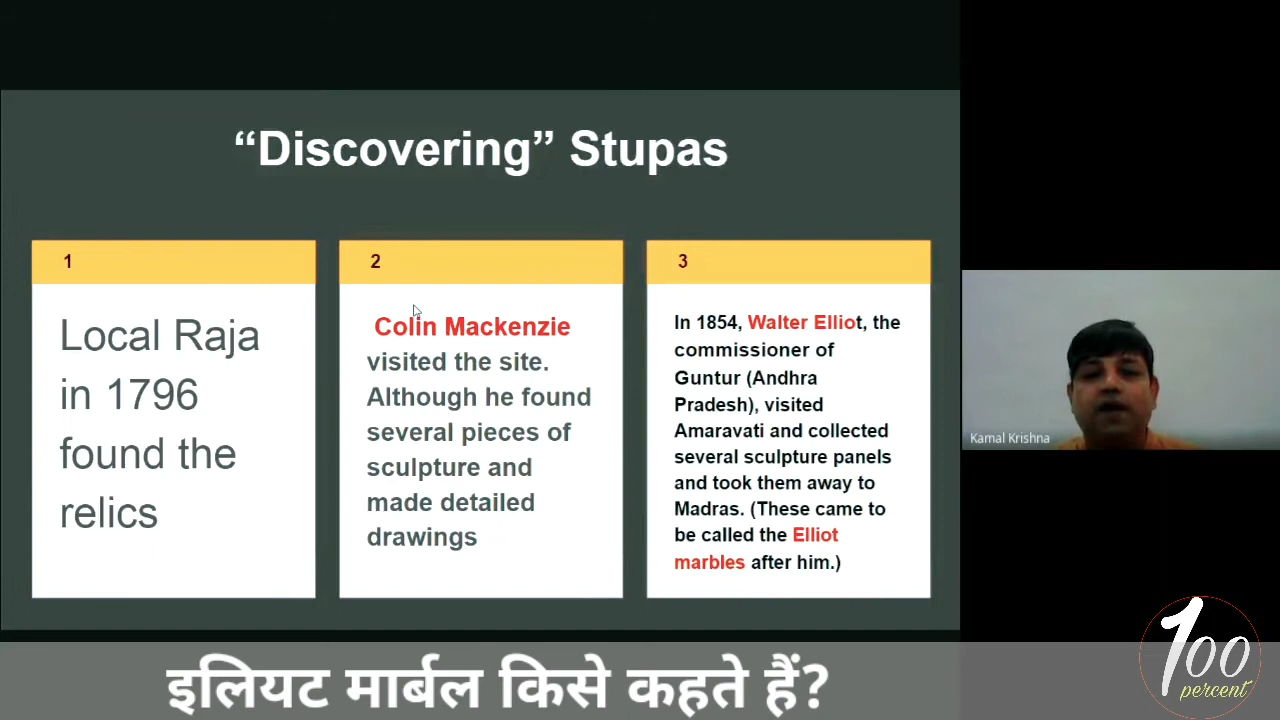 “Discovering” Stupas
1
Local Raja
in 1796
found the
relics
2
Colin Mackenzie
visited the site.
Although he found
several pieces of
sculpture and
made detailed
drawings
3
In 1854, Walter Elliot, the
commissioner of
Guntur (Andhra
Pradesh), visited
Amaravati and collected
several sculpture panels
and took them away to
Madras. (These came to
be called the Elliot
marbles after him.)
Kamal Krishna
इलियट मार्बल किसे कहते हैं?
100
percent